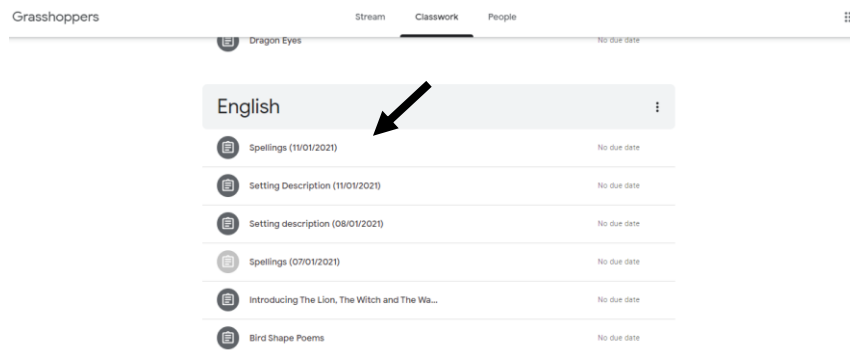 Grasshoppers Stream Classwork People
Dragon Eyes No due date
English
Spellings (11/01/2021) No due date
Setting Description (11/01/2021) No due date
Setting description (08/01/2021) No due date
Spellings (07/01/2021) No due date
Introducing The Lion, The Witch and The Wa... No due date
Bird Shape Poems No due date